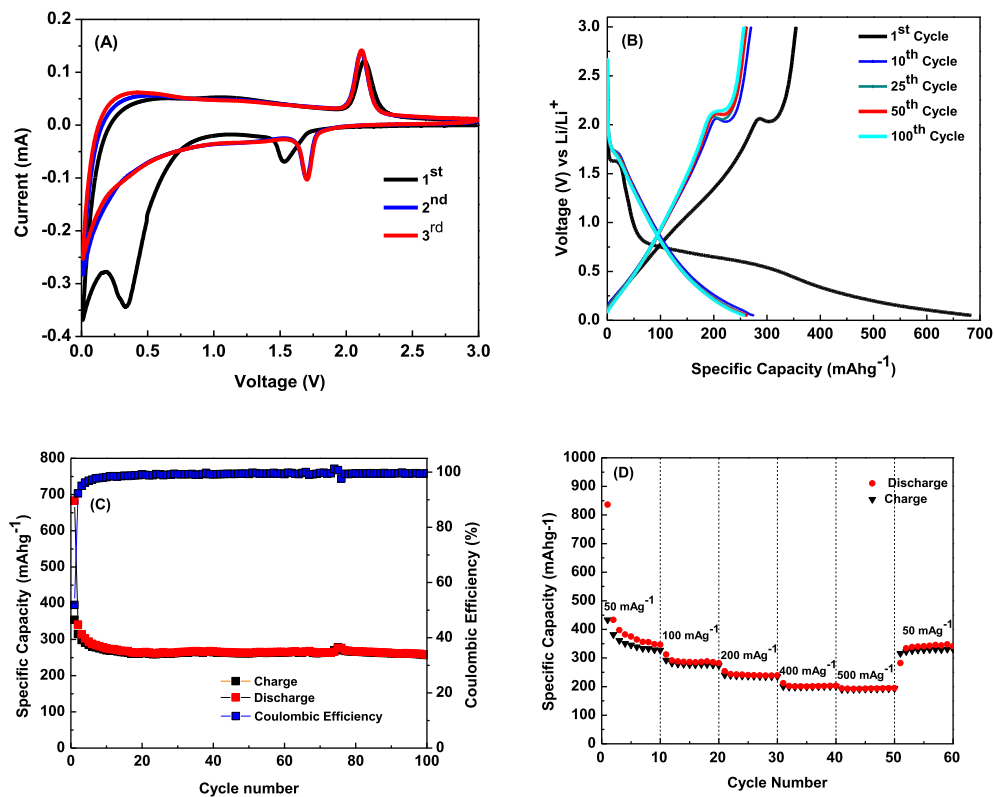 (A)
Current (mA)
0.3
0.2
0.1
0.0
-0.1
-0.2
-0.3
-0.4
1st
2nd
3rd
0.0 0.5 1.0 1.5 2.0 2.5 3.0
Voltage (V)
(B)
Voltage (V) vs Li/Li+
3.0
2.5
2.0
1.5
1.0
0.5
0.0
1st Cycle
10th Cycle
25th Cycle
50th Cycle
100th Cycle
0 100 200 300 400 500 600 700
Specific Capacity (mAhg-1)
(C)
Specific Capacity (mAhg-1)
800
700
600
500
400
300
200
100
0
Charge
Discharge
Coulombic Efficiency
100
80
60
40
20
0
Coulombic Efficiency (%)
0 20 40 60 80 100
Cycle number
(D)
Specific Capacity (mAhg-1)
1000
900
800
700
600
500
400
300
200
100
0
Discharge
Charge
50 mAg-1
100 mAg-1
200 mAg-1
400 mAg-1
500 mAg-1
50 mAg-1
0 10 20 30 40 50 60
Cycle Number